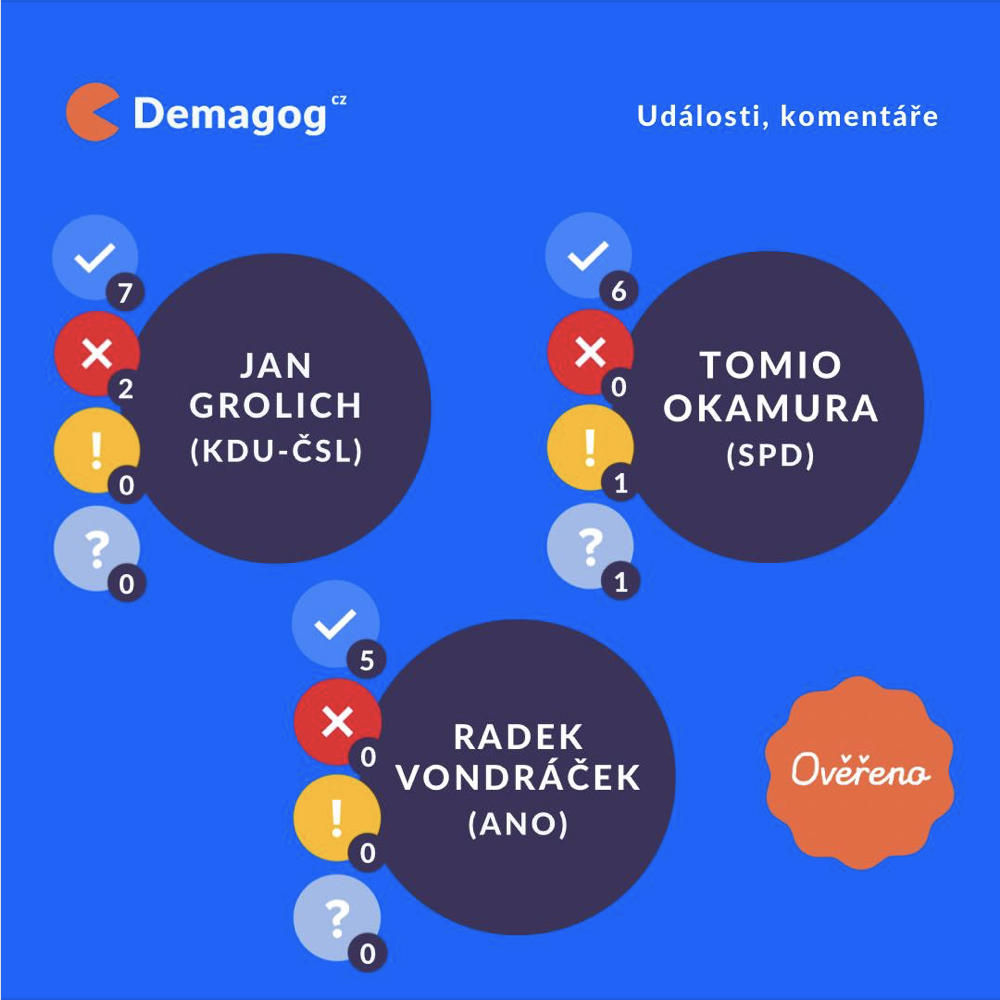 Demagog cz
Události, komentáře
7
2
0
0
JAN
GROLICH
(KDU-ČSL)
6
0
1
1
TOMIO
OKAMURA
(SPD)
5
0
0
0
RADEK
VONDRÁČEK
(ANO)
Ověřeno